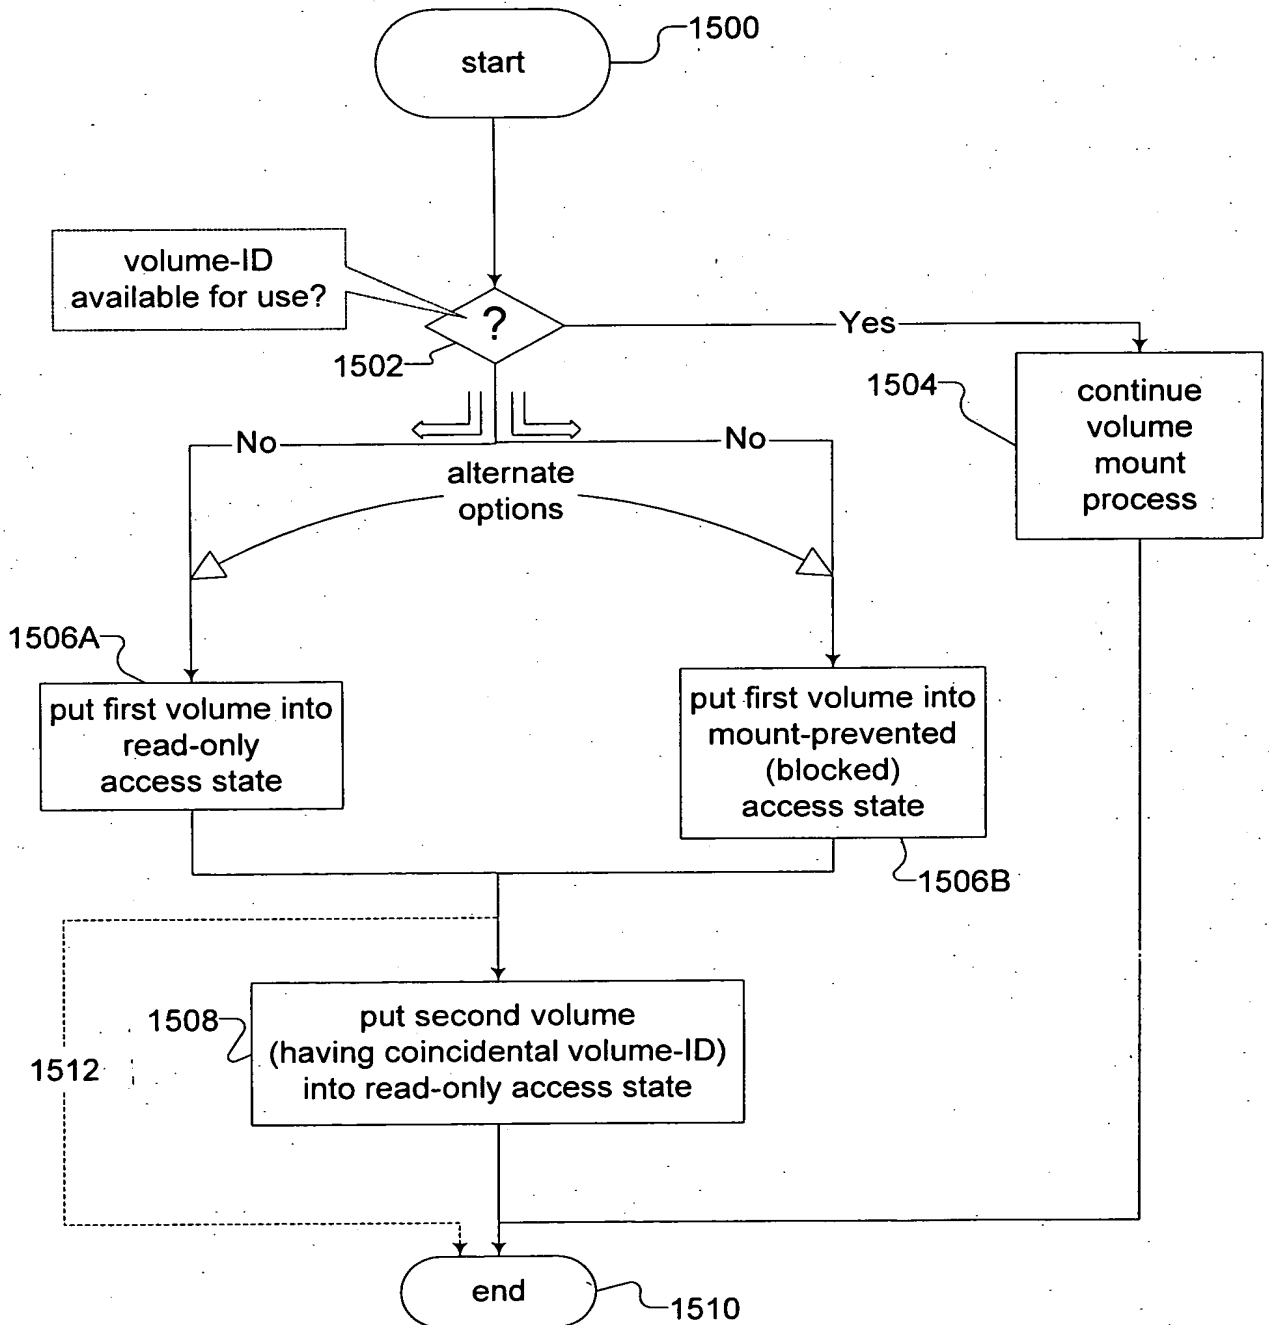 1500
start
volume-ID
available for use?
?
1502
Yes
1504
continue
volume
mount
process
No
No
alternate
options
1506A
put first volume into
read-only
access state
put first volume into
mount-prevented
(blocked)
access state
1506B
1508
put second volume
(having coincidental volume-ID)
into read-only access state
1512
end
1510